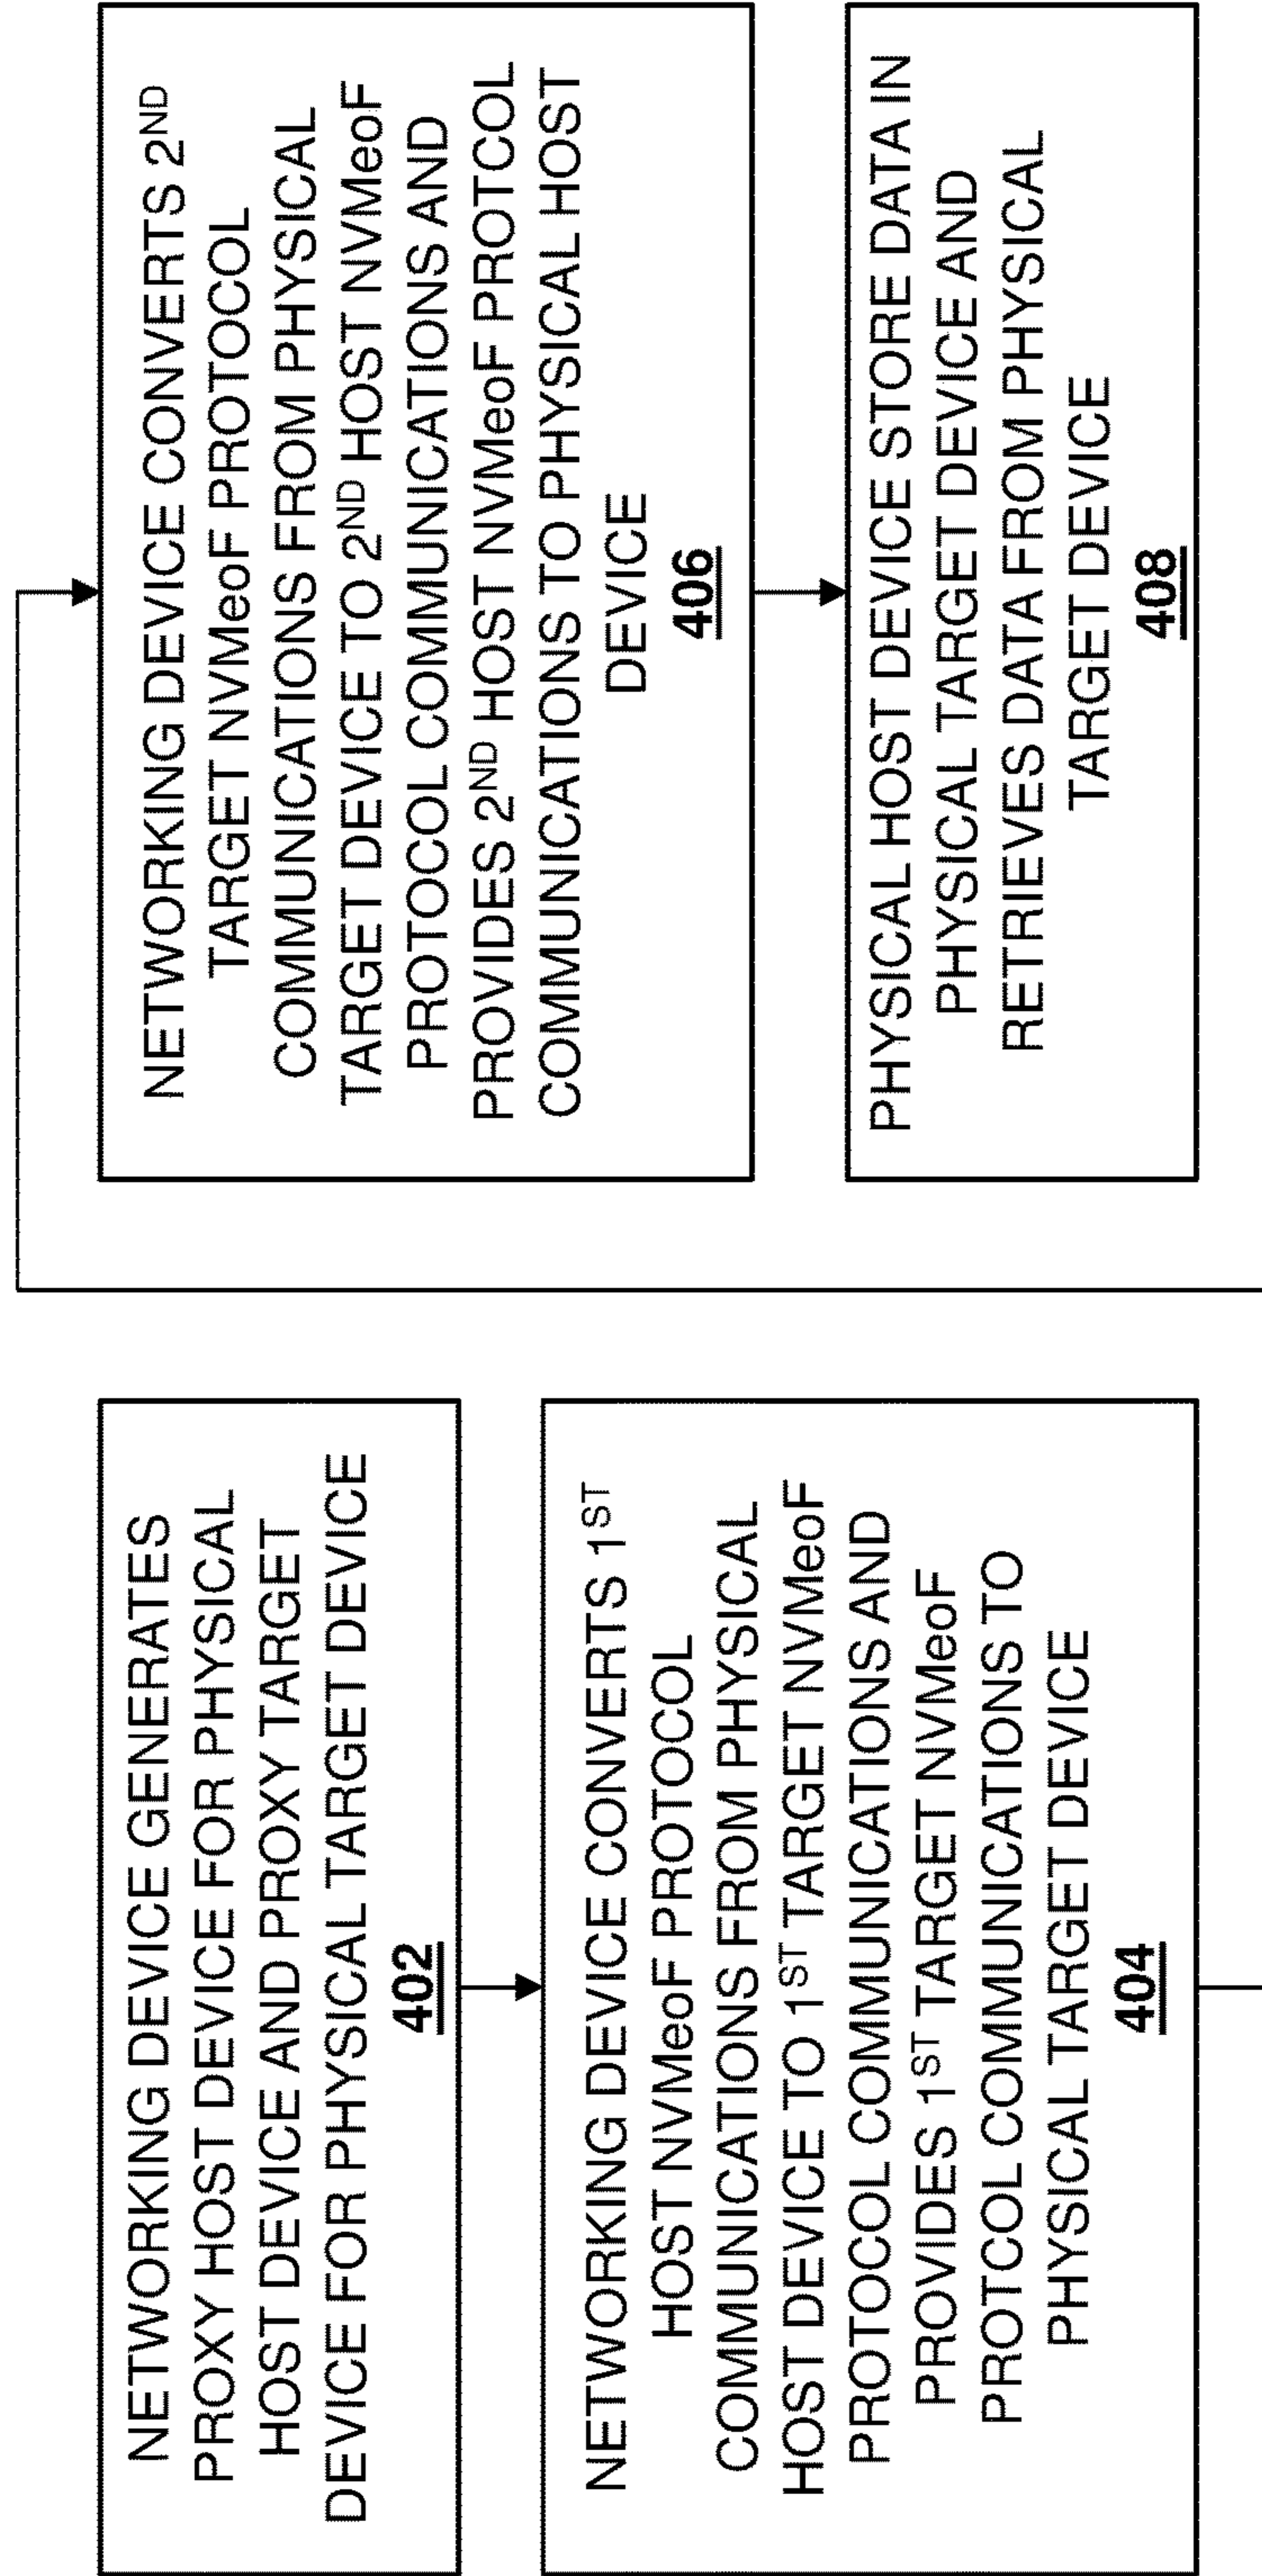 NETWORKING DEVICE GENERATES
PROXY HOST DEVICE FOR PHYSICAL
HOST DEVICE AND PROXY TARGET
DEVICE FOR PHYSICAL TARGET DEVICE
402
NETWORKING DEVICE CONVERTS 1ST
HOST NVMeoF PROTOCOL
COMMUNICATIONS FROM PHYSICAL
HOST DEVICE TO 1ST TARGET NVMeoF
PROTOCOL COMMUNICATIONS AND
PROVIDES 1ST TARGET NVMeoF
PROTOCOL COMMUNICATIONS TO
PHYSICAL TARGET DEVICE
404
NETWORKING DEVICE CONVERTS 2ND
TARGET NVMeoF PROTOCOL
COMMUNICATIONS FROM PHYSICAL
TARGET DEVICE TO 2ND HOST NVMeoF
PROTOCOL COMMUNICATIONS AND
PROVIDES 2ND HOST NVMeoF PROTCOL
COMMUNICATIONS TO PHYSICAL HOST
DEVICE
406
PHYSICAL HOST DEVICE STORE DATA IN
PHYSICAL TARGET DEVICE AND
RETRIEVES DATA FROM PHYSICAL
TARGET DEVICE
408